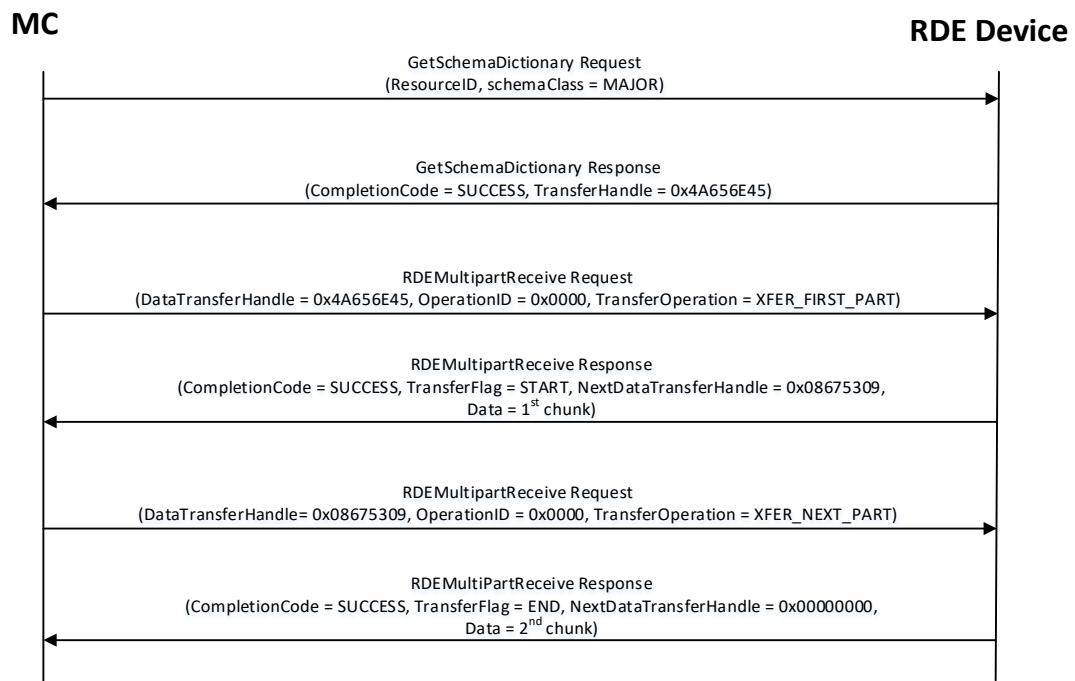 MC
RDE Device
GetSchemaDictionary Request
(ResourceID, schemaClass = MAJOR)
GetSchemaDictionary Response
(CompletionCode = SUCCESS, TransferHandle = 0x4A656E45)
RDEMultipartReceive Request
(DataTransferHandle = 0x4A656E45, OperationID = 0x0000, TransferOperation = XFER_FIRST_PART)
RDEMultipartReceive Response
(CompletionCode = SUCCESS, TransferFlag = START, NextDataTransferHandle = 0x08675309,
Data = 1st chunk)
RDEMultipartReceive Request
(DataTransferHandle= 0x08675309, OperationID = 0x0000, TransferOperation = XFER_NEXT_PART)
RDEMultiPartReceive Response
(CompletionCode = SUCCESS, TransferFlag = END, NextDataTransferHandle = 0x00000000,
Data = 2nd chunk)